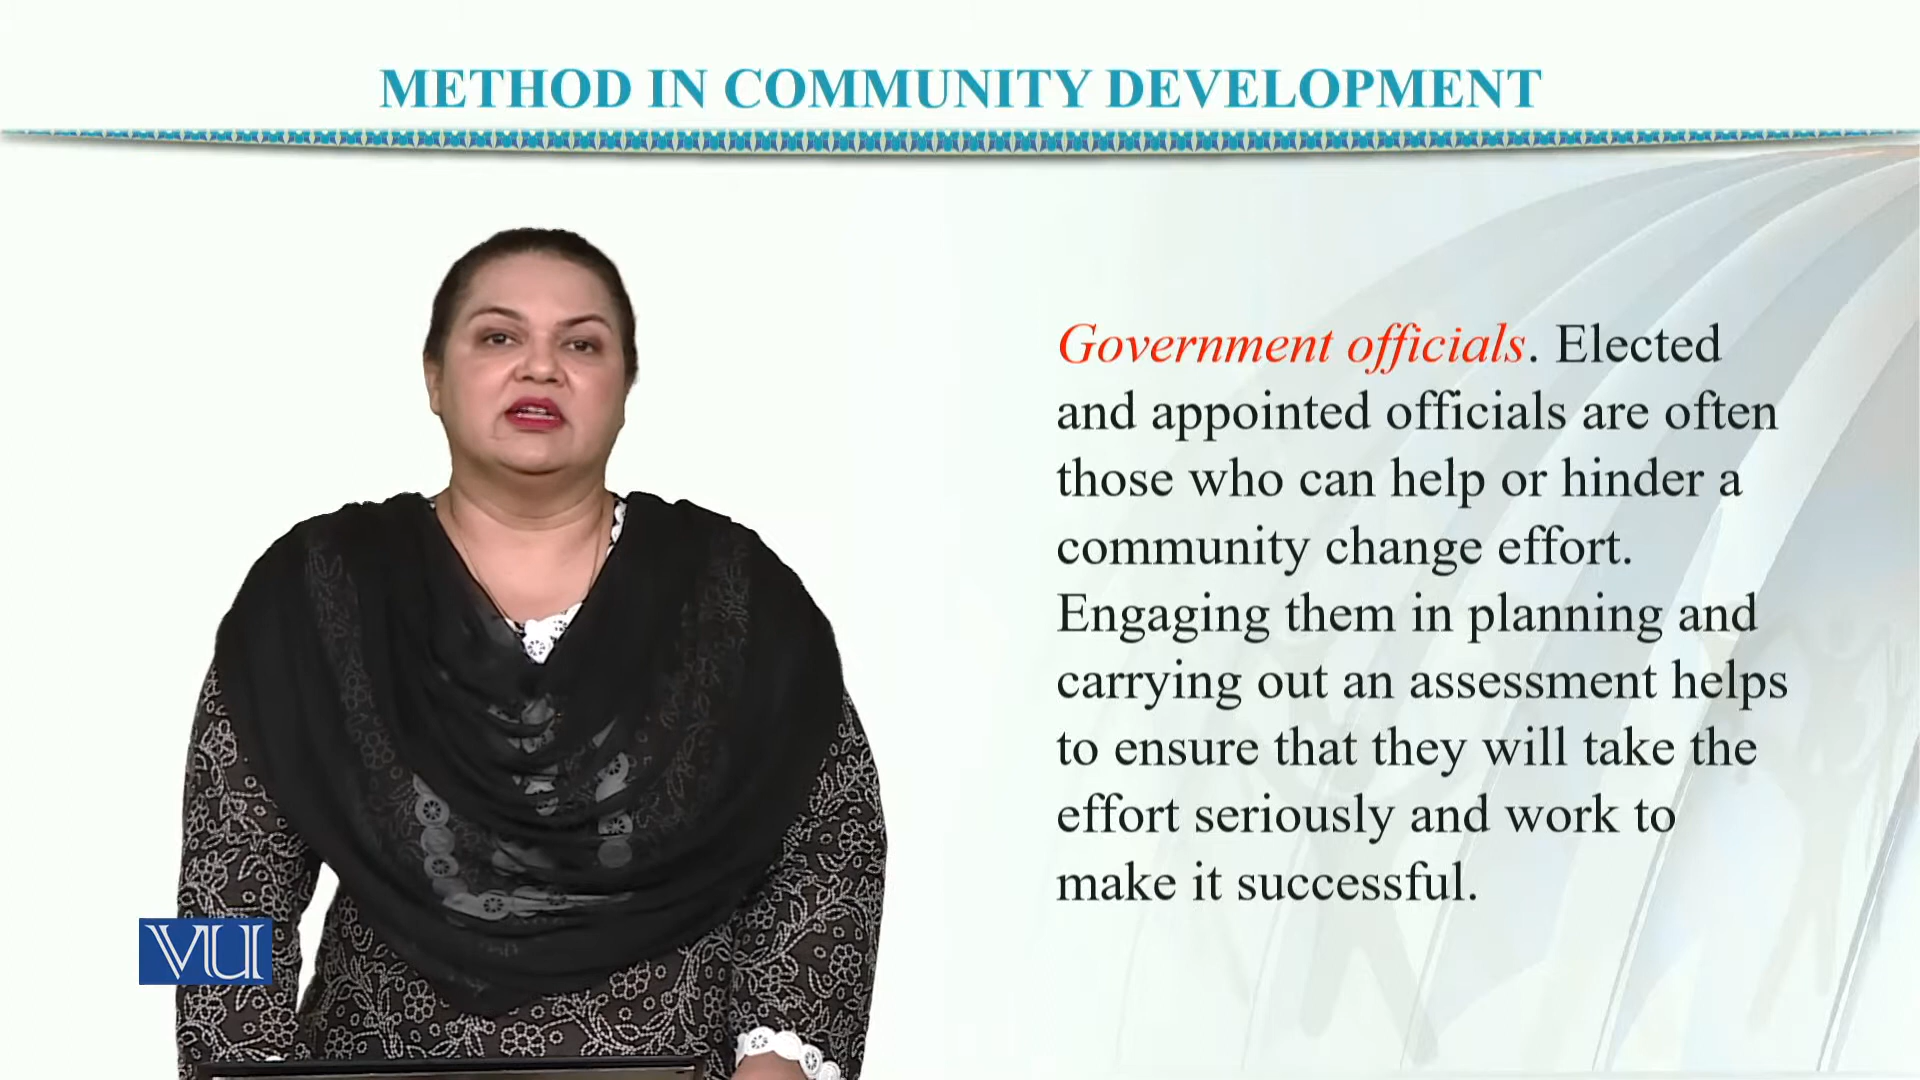 METHOD IN COMMUNITY DEVELOPMENT
Government officials. Elected
and appointed officials are often
those who can help or hinder a
community change effort.
Engaging them in planning and
carrying out an assessment helps
to ensure that they will take the
effort seriously and work to
make it successful.
VU